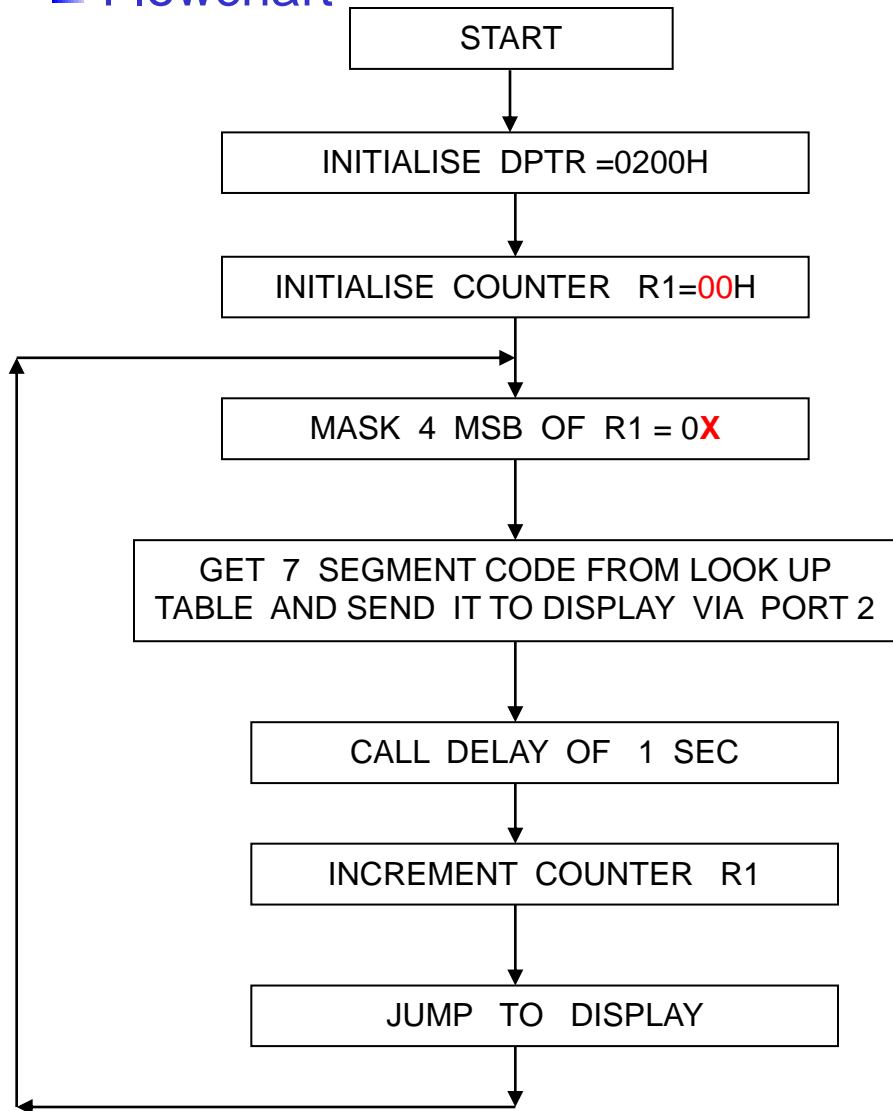 START
INITIALISE DPTR =0200H
INITIALISE COUNTER R1=00H
MASK 4 MSB OF R1 = 0X
GET 7 SEGMENT CODE FROM LOOK UP
TABLE AND SEND IT TO DISPLAY VIA PORT 2
CALL DELAY OF 1 SEC
INCREMENT COUNTER R1
JUMP TO DISPLAY